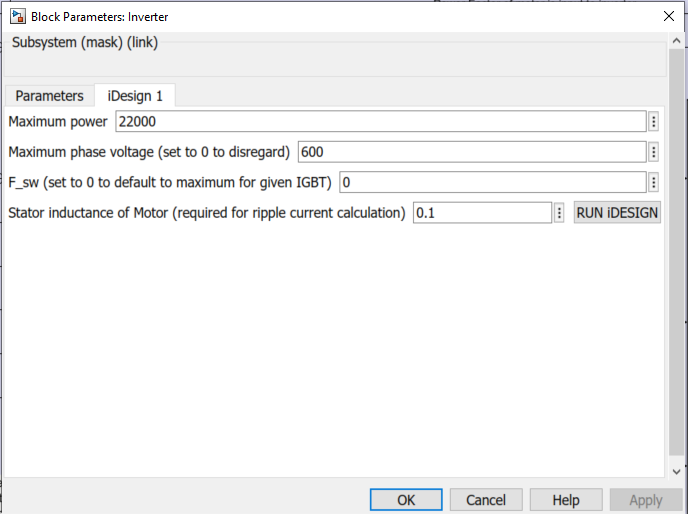 Block Parameters: Inverter
Subsystem (mask) (link)
Parameters iDesign 1
Maximum power 22000
Maximum phase voltage (set to 0 to disregard) 600
F_sw (set to 0 to default to maximum for given IGBT) 0
Stator inductance of Motor (required for ripple current calculation) 0.1 RUN iDESIGN
OK Cancel Help Apply